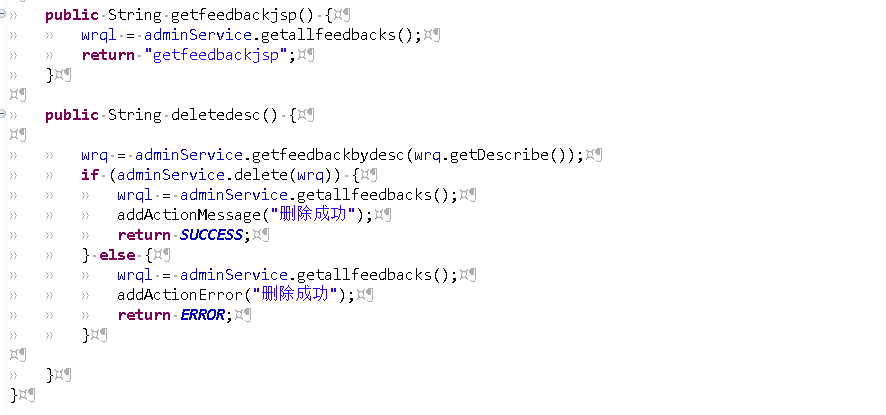 public String getfeedbackjsp() {
wrql = adminService.getallfeedbacks();
return "getfeedbackjsp";
}
public String deletedesc() {
wrq = adminService.getfeedbackbydesc(wrq.getDescribe());
if (adminService.delete(wrq)) {
wrql = adminService.getallfeedbacks();
addActionMessage("删除成功");
return SUCCESS;
} else {
wrql = adminService.getallfeedbacks();
addActionError("删除成功");
return ERROR;
}
}
}